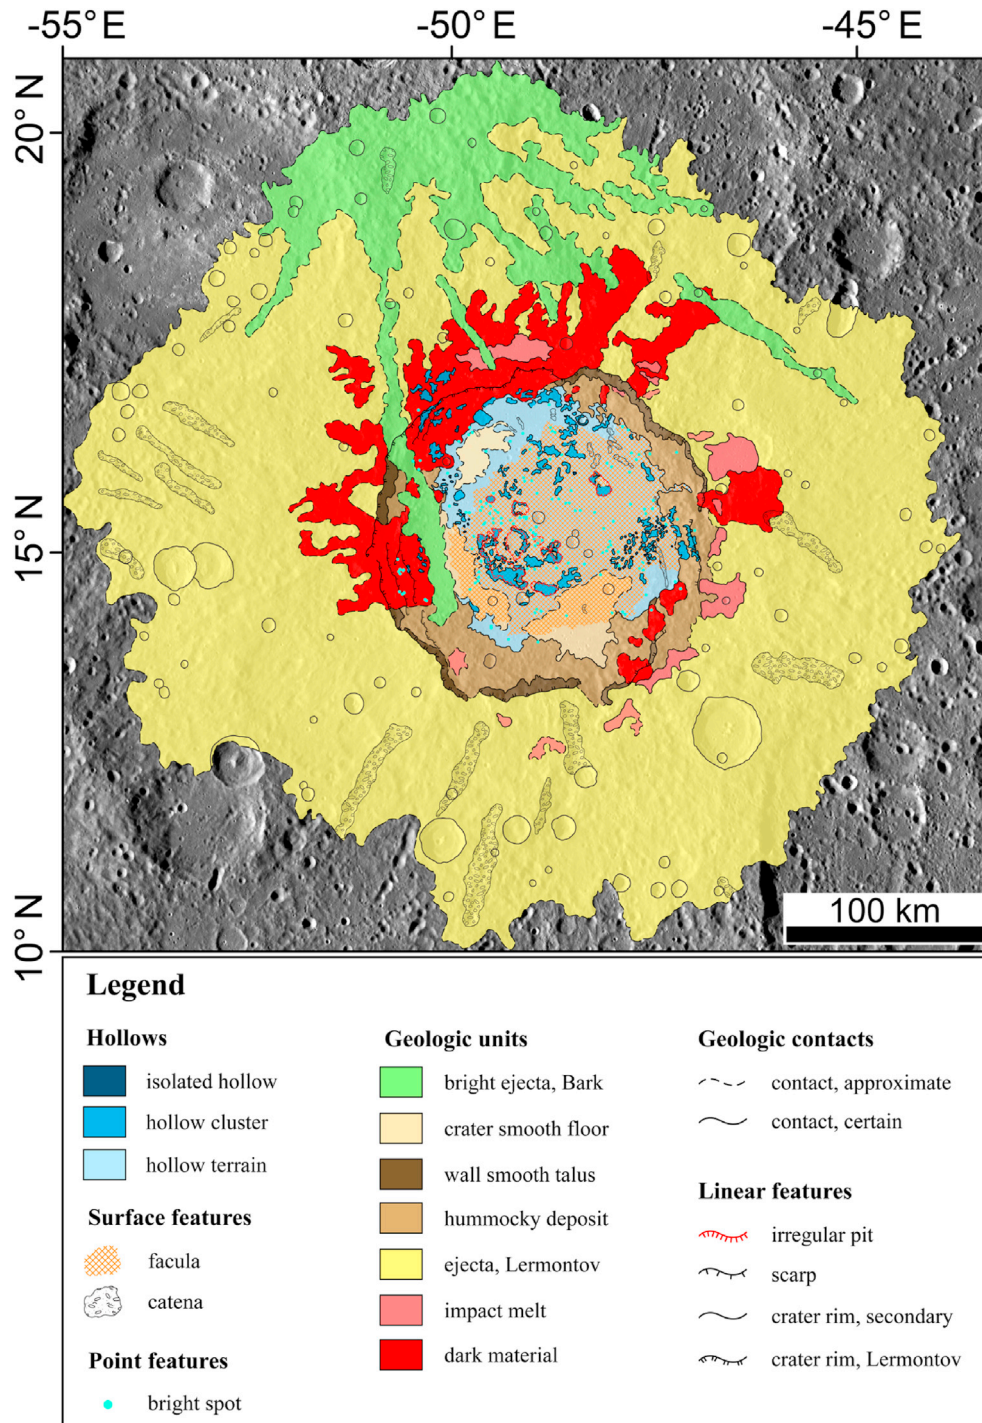 -55° E -50° E -45° E
20° N
15° N
10° N
100 km
Legend
Hollows
isolated hollow
hollow cluster
hollow terrain
Surface features
facula
catena
Point features
bright spot
Geologic units
bright ejecta, Bark
crater smooth floor
wall smooth talus
hummocky deposit
ejecta, Lermontov
impact melt
dark material
Geologic contacts
contact, approximate
contact, certain
Linear features
irregular pit
scarp
crater rim, secondary
crater rim, Lermontov